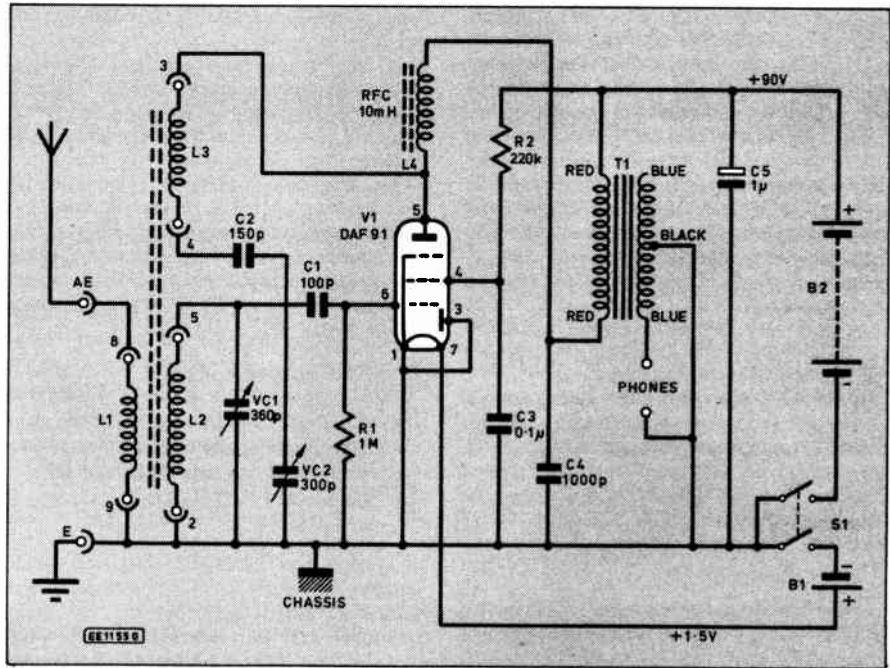 3
RFC
10mH
+90V
L3
L4
R2
220k
RED
T1
BLUE
C5
1µ
C2
150p
4
V1
DAF 91
5
BLACK
+
B2
-
C1
100p
AE
5
6
4
3
1
7
RED
BLUE
8
PHONES
L1
L2
VC1
360p
R1
1M
C3
0·1µ
VC2
300p
C4
1000p
9
2
E
S1
CHASSIS
-
B1
+
EE1155G
+1·5V